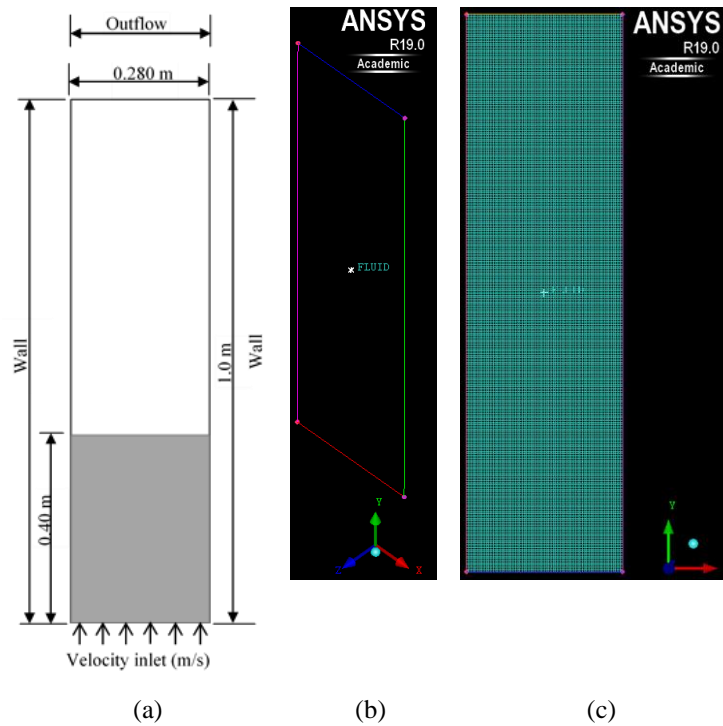 Outflow
0.280 m
Wall
Wall
1.0 m
0.40 m
Velocity inlet (m/s)
(a)
ANSYS
R19.0
Academic
FLUID
Y
Z
X
(b)
ANSYS
R19.0
Academic
Y
(c)